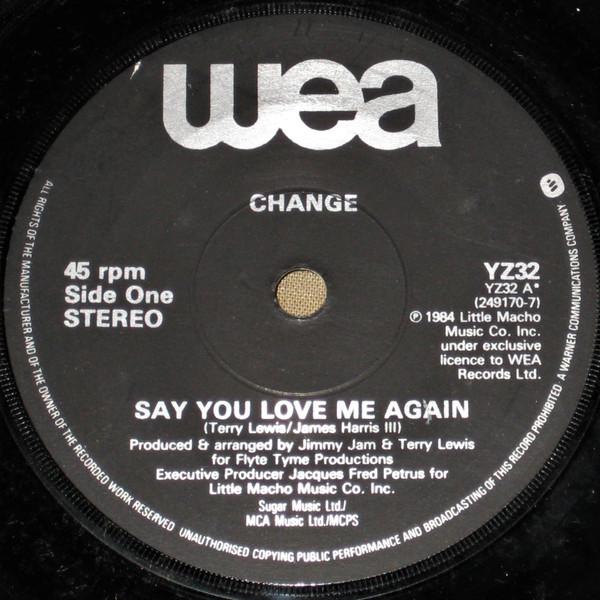 wea
CHANGE
45 rpm
Side One
STEREO
YZ32
YZ32 A*
(249170-7)
℗ 1984 Little Macho
Music Co. Inc.
under exclusive
licence to WEA
Records Ltd.
SAY YOU LOVE ME AGAIN
(Terry Lewis/James Harris III)
Produced & arranged by Jimmy Jam & Terry Lewis
for Flyte Tyme Productions
Executive Producer Jacques Fred Petrus for
Little Macho Music Co. Inc.
Sugar Music Ltd./
MCA Music Ltd./MCPS
ALL RIGHTS OF THE MANUFACTURER AND OF THE OWNER OF THE RECORDED WORK RESERVED UNAUTHORISED COPYING PUBLIC PERFORMANCE AND BROADCASTING OF THIS RECORD PROHIBITED A WARNER COMMUNICATIONS COMPANY